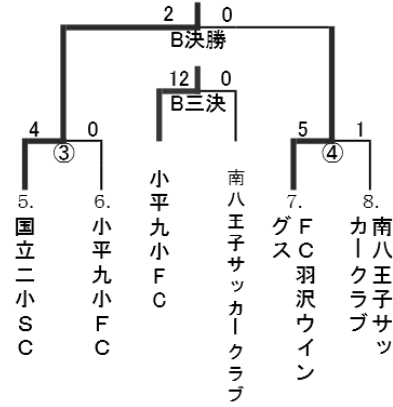 2 0
B決勝
12 0
B三決
4 0
③
5 1
④
5.
国立二小SC
6.
小平九小FC
小平九小FC
南八王子サッカークラブ
7.
FC羽沢ウイン
グス
8.
南八王子サッ
カークラブ